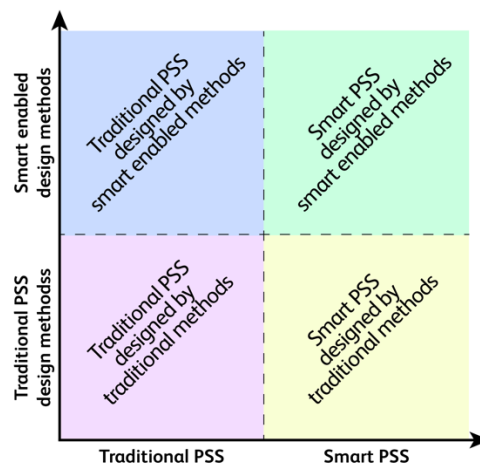 Smart enabled
design methods
Traditional PSS
designed by
smart enabled methods
Smart PSS
designed by
smart enabled methods
Traditional PSS
design methodss
Traditional PSS
designed by
traditional methods
Smart PSS
designed by
traditional methods
Traditional PSS
Smart PSS